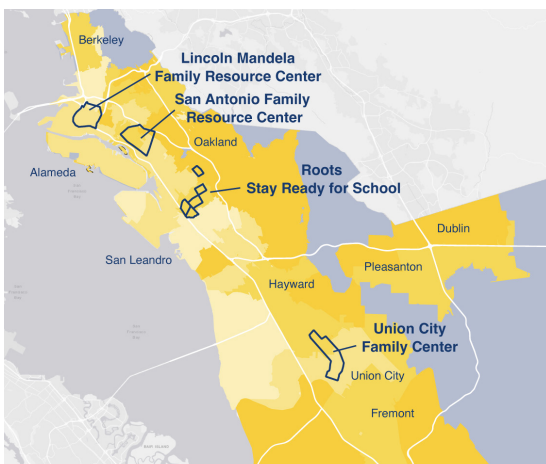 Berkeley
Lincoln Mandela
Family Resource Center
San Antonio Family
Resource Center
Oakland
Alameda
Roots
Stay Ready for School
San Leandro
Dublin
Pleasanton
Hayward
Union City
Family Center
Union City
Fremont